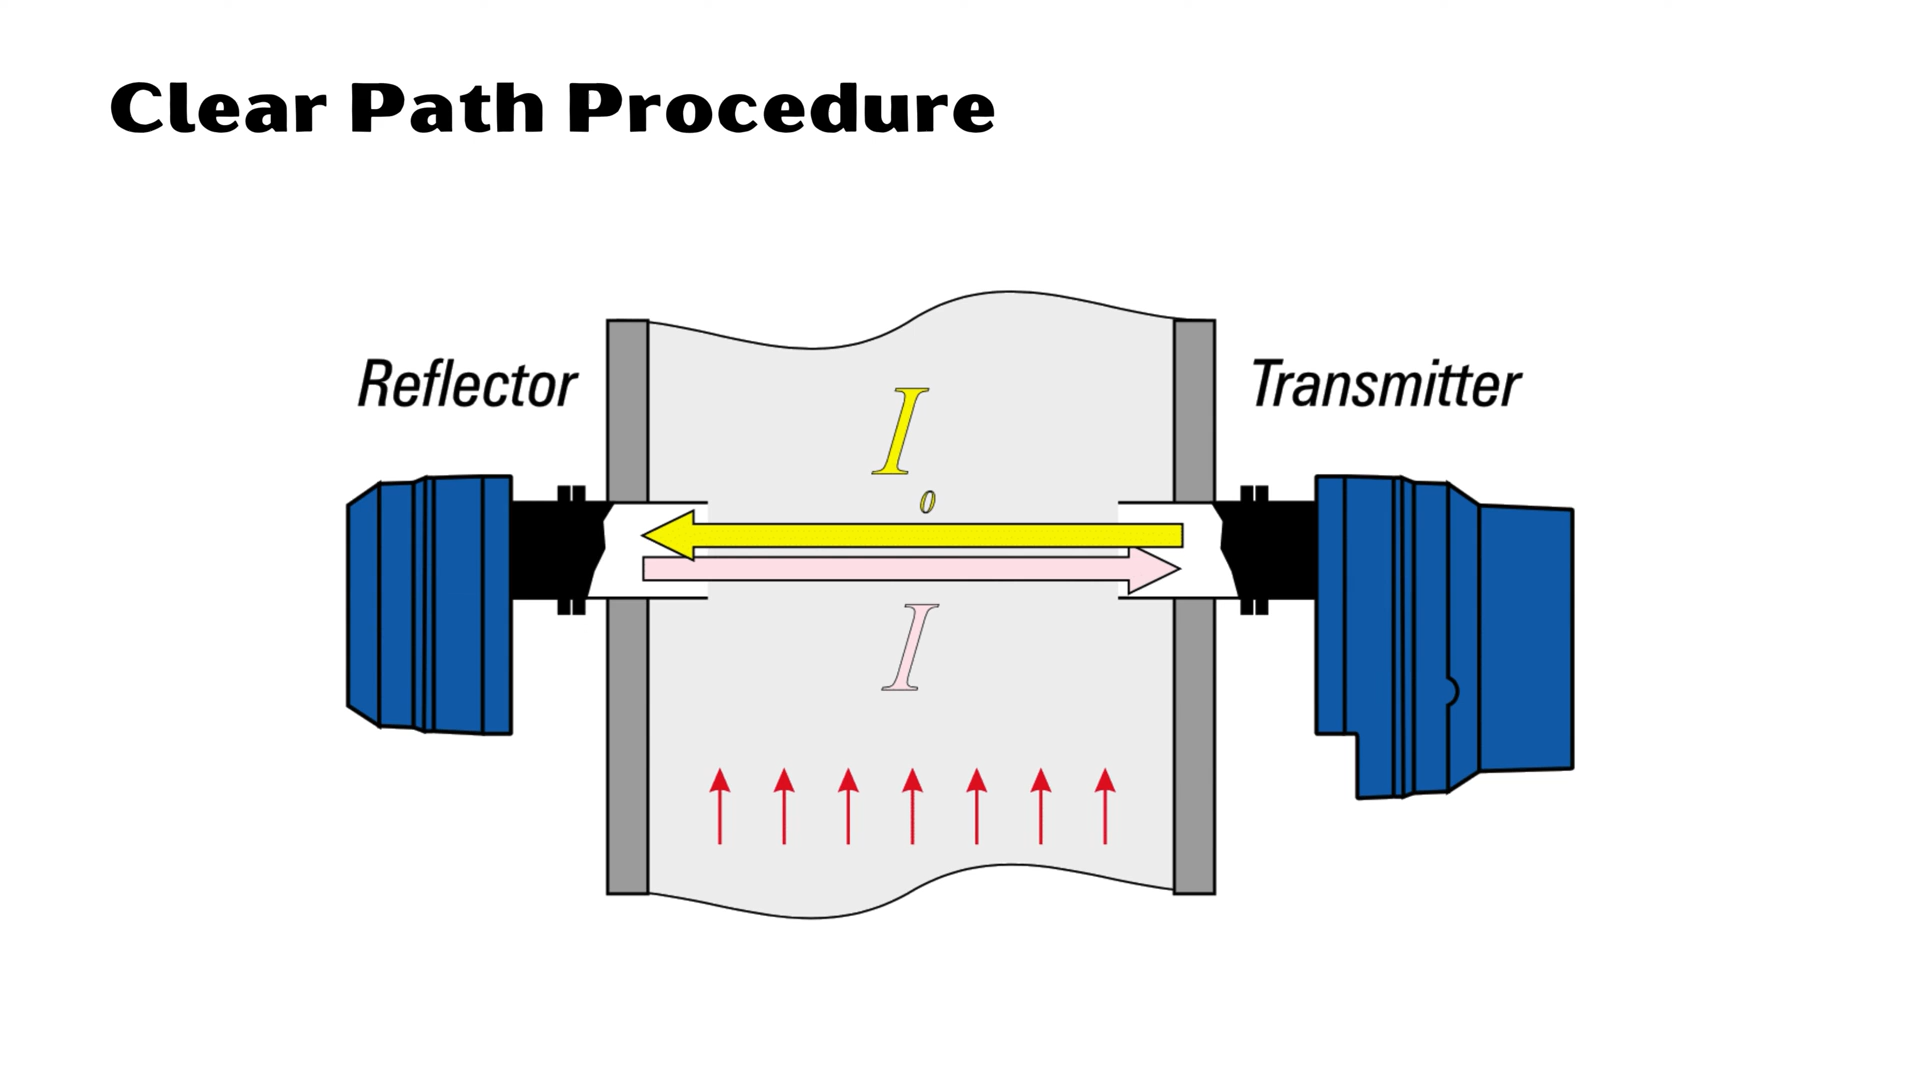 Clear Path Procedure
Reflector
Transmitter
I
0
I